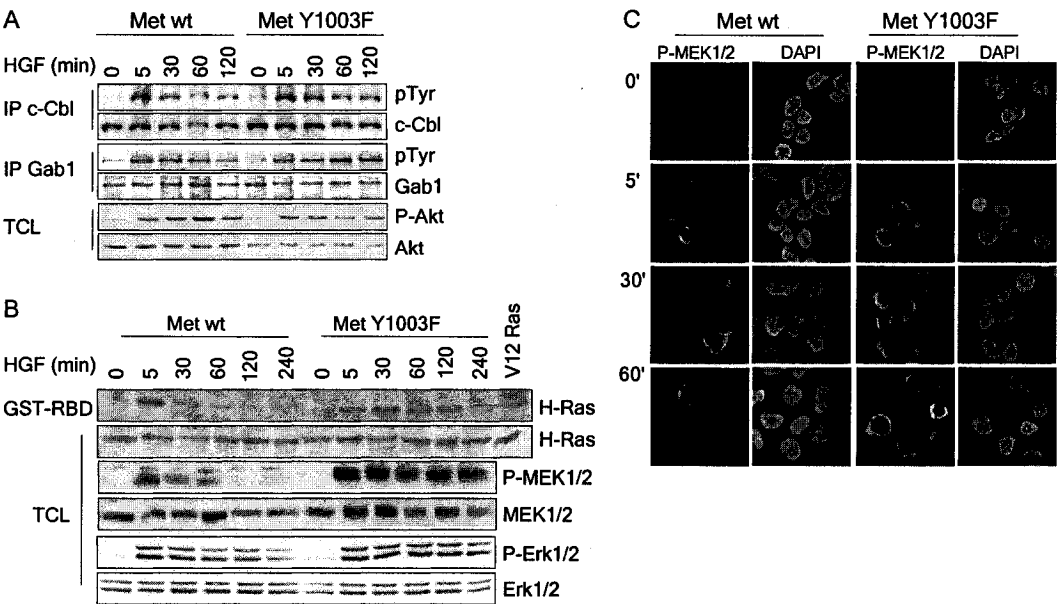 A
Met wt Met Y1003F
HGF (min) 0 5 30 60 120 0 5 30 60 120
IP c-Cbl
pTyr
c-Cbl
IP Gab1
pTyr
Gab1
TCL
P-Akt
Akt
B
Met wt Met Y1003F V12 Ras
HGF (min) 0 5 30 60 120 240 0 5 30 60 120 240
GST-RBD H-Ras
H-Ras
P-MEK1/2
TCL MEK1/2
P-Erk1/2
Erk1/2
C
Met wt Met Y1003F
P-MEK1/2 DAPI P-MEK1/2 DAPI
0'
5'
30'
60'